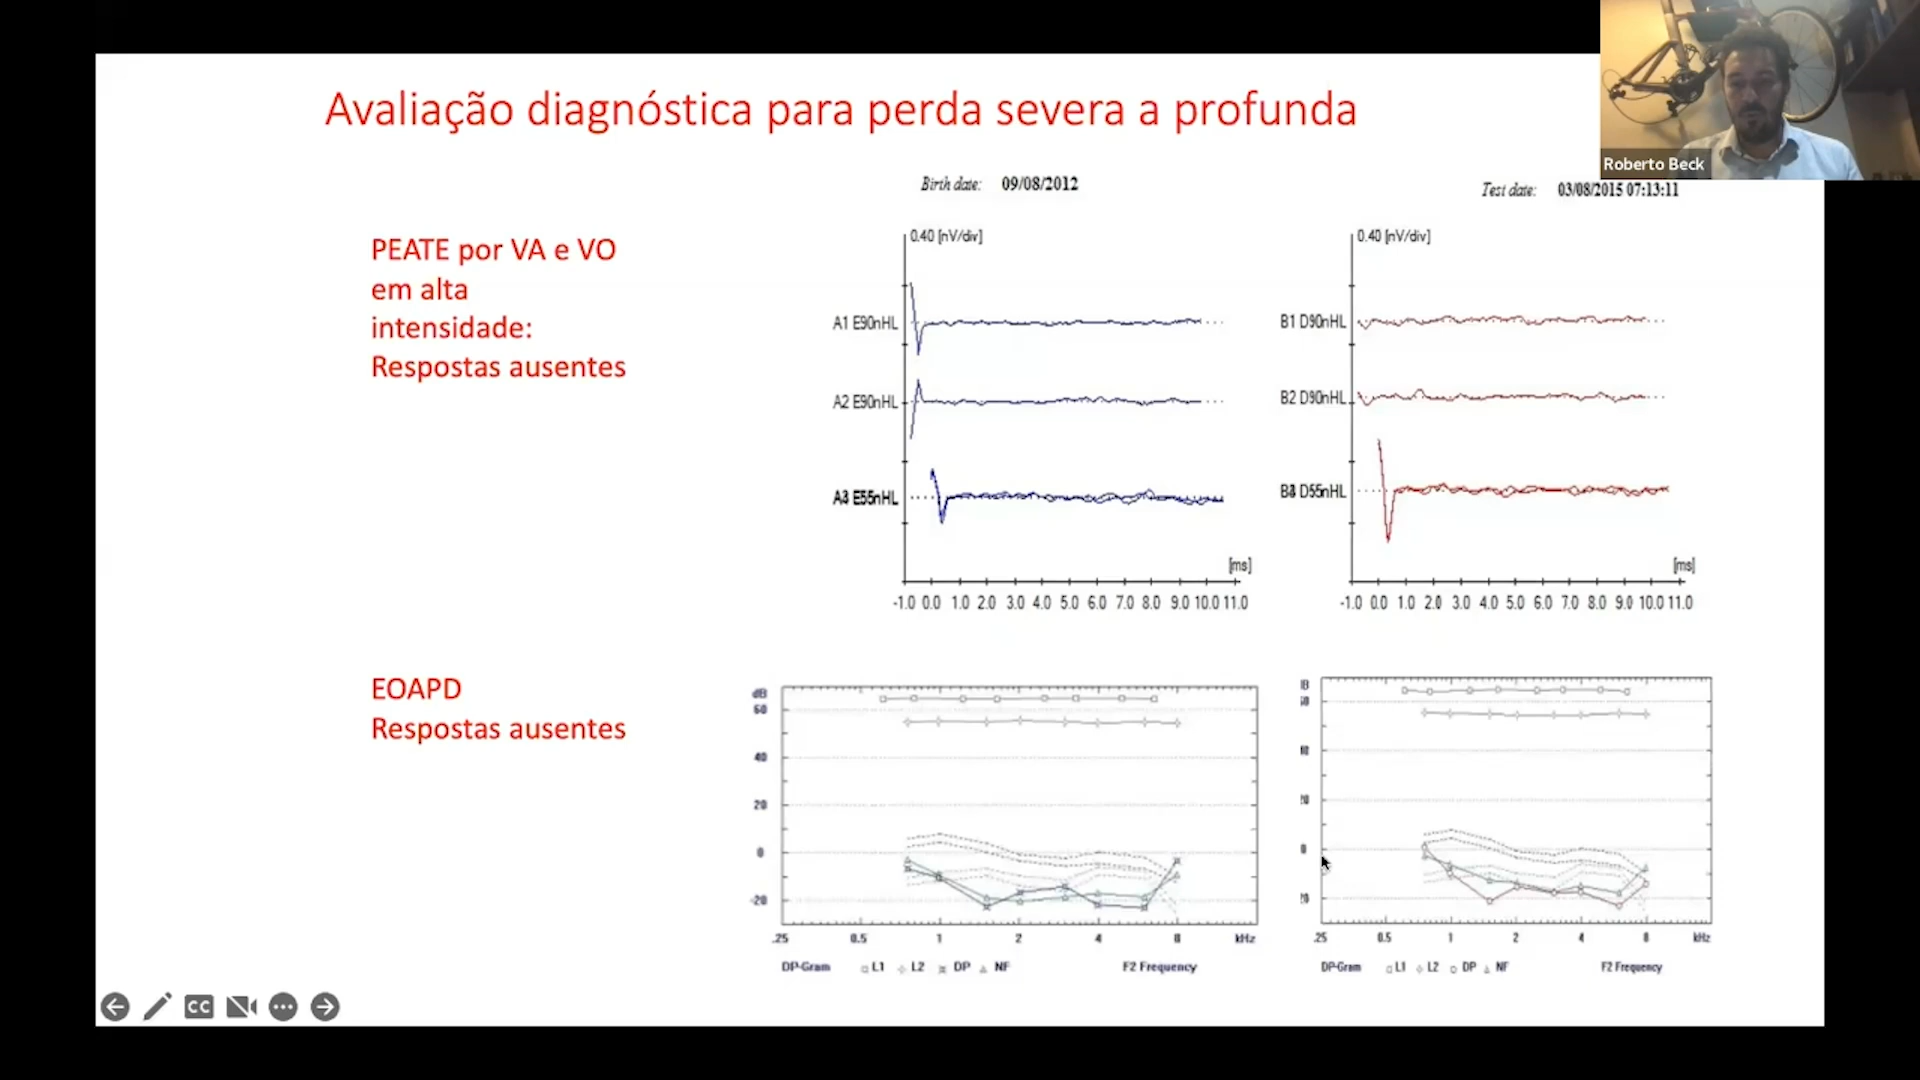 Avaliação diagnóstica para perda severa a profunda
Roberto Beck
Birth date: 09/08/2012
Test date: 03/08/2015 07:13:11
PEATE por VA e VO
em alta
intensidade:
Respostas ausentes
0.40 [nV/div]
A1 E90nHL
A2 E90nHL
E55nHL
[ms]
-1.0 0.0 1.0 2.0 3.0 4.0 5.0 6.0 7.0 8.0 9.0 10.0 11.0
0.40 [nV/div]
B1 D90nHL
B2 D90nHL
D55nHL
[ms]
-1.0 0.0 1.0 2.0 3.0 4.0 5.0 6.0 7.0 8.0 9.0 10.0 11.0
EOAPD
Respostas ausentes
dB
60
40
20
0
-20
.25 0.5 1 2 4 8 kHz
DP-Gram L1 L2 DP NF F2 Frequency
0
.25 0.5 1 2 4 8 kHz
DP-Gram L1 L2 DP NF F2 Frequency
CC